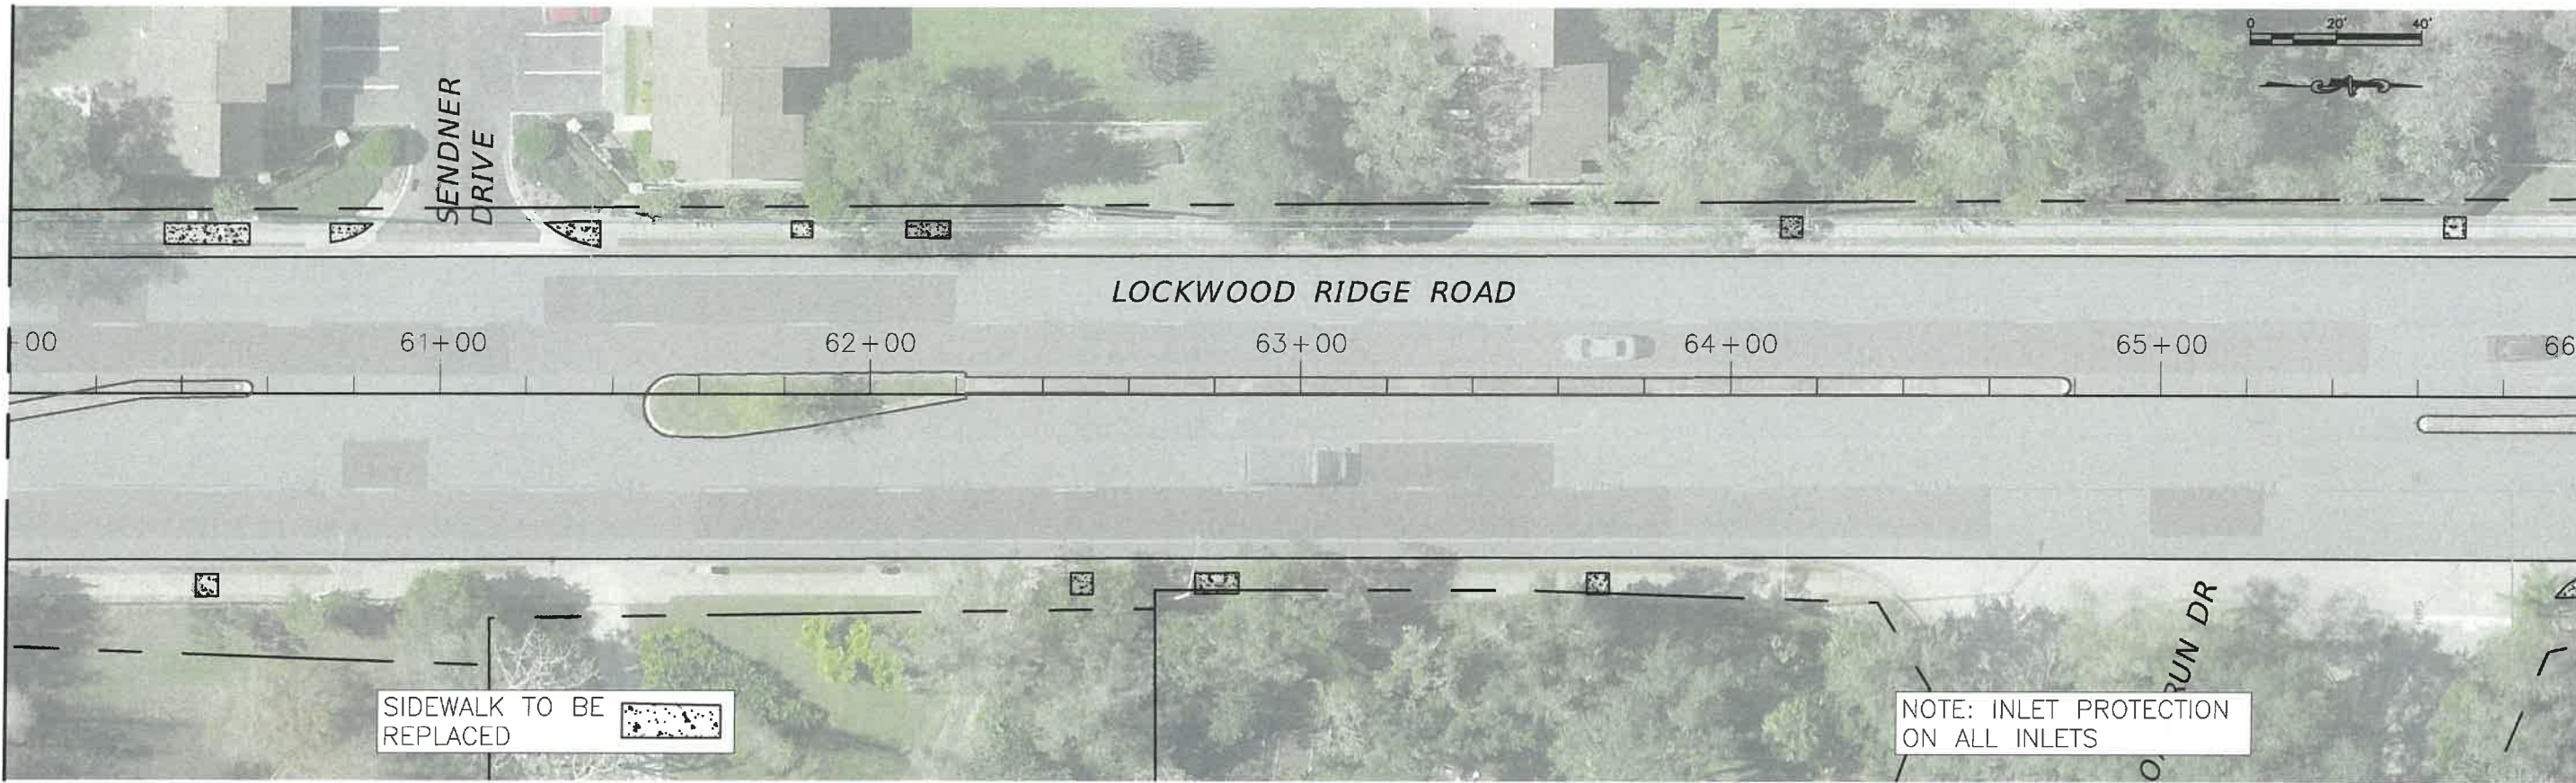 0 20' 40'
SENDNER
DRIVE
LOCKWOOD RIDGE ROAD
+00 61+00 62+00 63+00 64+00 65+00 66
RUN DR
SIDEWALK TO BE
REPLACED
NOTE: INLET PROTECTION
ON ALL INLETS